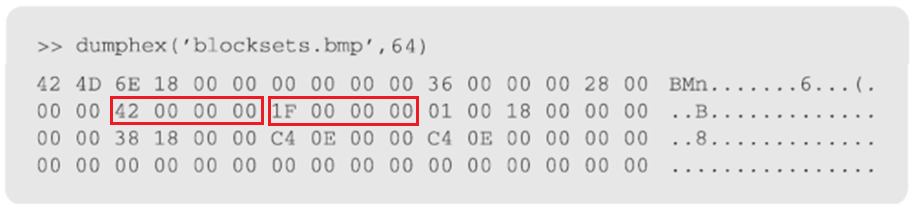 >> dumphex('blocksets.bmp',64)
42 4D 6E 18 00 00 00 00 00 00 36 00 00 00 28 00 BMn.......6...(.
00 00 42 00 00 00 1F 00 00 00 01 00 18 00 00 00 ..B.............
00 00 38 18 00 00 C4 0E 00 00 C4 0E 00 00 00 00 ..8.............
00 00 00 00 00 00 00 00 00 00 00 00 00 00 00 00 ................